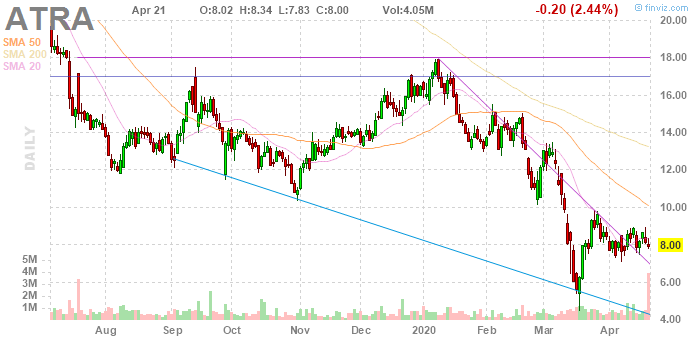 ATRA Apr 21 O:8.02 H:8.34 L:7.83 C:8.00 Vol:4.05M -0.20 (2.44%) © finviz.com
SMA 50
SMA 200
SMA 20
DAILY
20.00
18.00
16.00
14.00
12.00
10.00
8.00
6.00
4.00
5M
4M
3M
2M
1M
Aug Sep Oct Nov Dec 2020 Feb Mar Apr